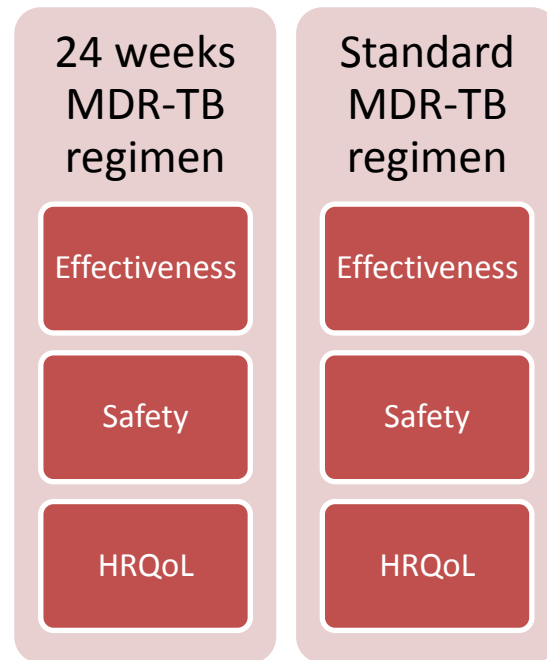 24 weeks
MDR-TB
regimen
Effectiveness
Safety
HRQoL
Standard
MDR-TB
regimen
Effectiveness
Safety
HRQoL